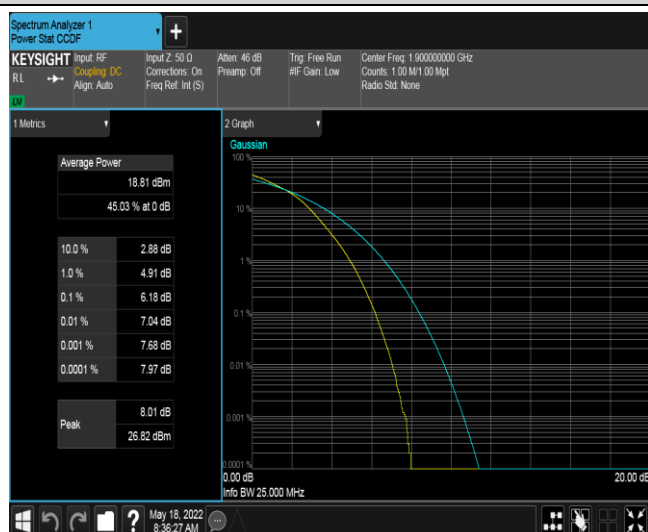 Spectrum Analyzer 1
Power Stat CCDF
+
KEYSIGHT
RL
LXI
Input: RF
Coupling: DC
Align: Auto
Input Z: 50 Ω
Corrections: On
Freq Ref: Int (S)
Atten: 46 dB
Preamp: Off
Trig: Free Run
#IF Gain: Low
Center Freq: 1.900000000 GHz
Counts: 1.00 M/1.00 Mpt
Radio Std: None
1 Metrics
Average Power
18.81 dBm
45.03 % at 0 dB
10.0 % 2.88 dB
1.0 % 4.91 dB
0.1 % 6.18 dB
0.01 % 7.04 dB
0.001 % 7.68 dB
0.0001 % 7.97 dB
Peak
8.01 dB
26.82 dBm
2 Graph
Gaussian
100 %
10 %
1 %
0.1 %
0.01 %
0.001 %
0.0001 %
0.00 dB
20.00 dB
Info BW 25.000 MHz
?
May 18, 2022
8:36:27 AM